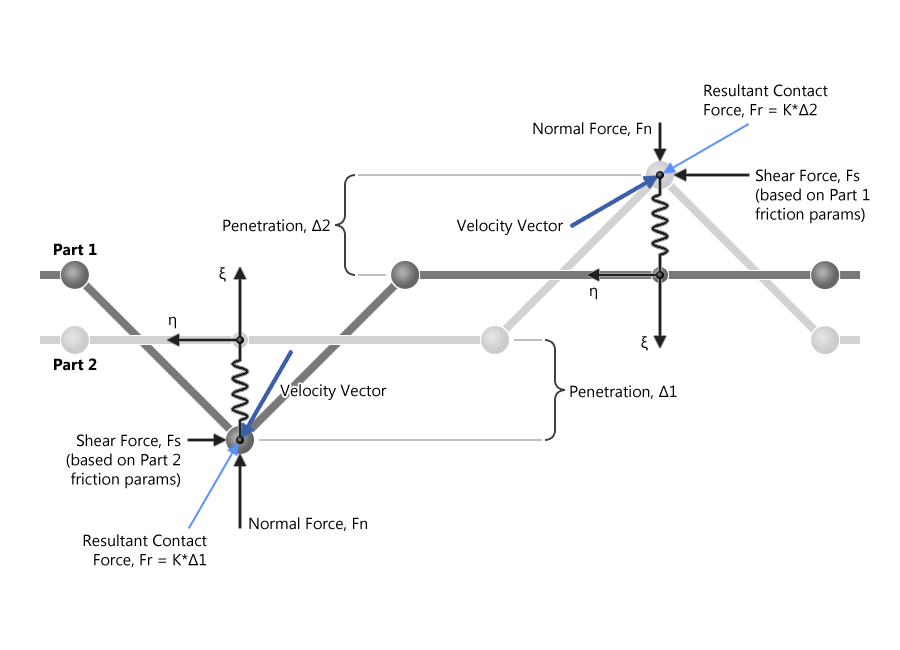 Resultant Contact
Force, Fr = K*Δ2
Normal Force, Fn
Shear Force, Fs
(based on Part 1
friction params)
Penetration, Δ2
Velocity Vector
Part 1
ξ
η
η
ξ
Part 2
Velocity Vector
Penetration, Δ1
Shear Force, Fs
(based on Part 2
friction params)
Normal Force, Fn
Resultant Contact
Force, Fr = K*Δ1